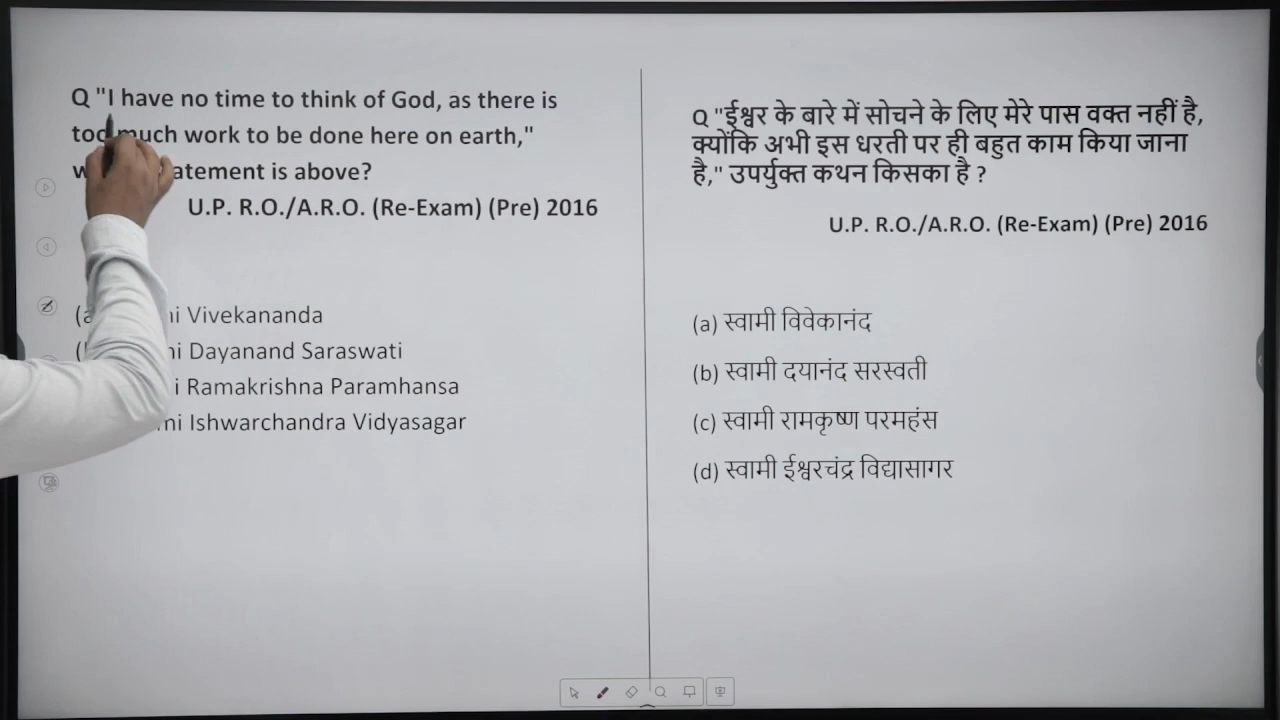 Q "I have no time to think of God, as there is
too much work to be done here on earth,"
atement is above?
U.P. R.O./A.R.O. (Re-Exam) (Pre) 2016
Vivekananda
Dayanand Saraswati
Ramakrishna Paramhansa
Ishwarchandra Vidyasagar
Q "ईश्वर के बारे में सोचने के लिए मेरे पास वक्त नहीं है,
क्योंकि अभी इस धरती पर ही बहुत काम किया जाना
है," उपर्युक्त कथन किसका है ?
U.P. R.O./A.R.O. (Re-Exam) (Pre) 2016
(a) स्वामी विवेकानंद
(b) स्वामी दयानंद सरस्वती
(c) स्वामी रामकृष्ण परमहंस
(d) स्वामी ईश्वरचंद्र विद्यासागर